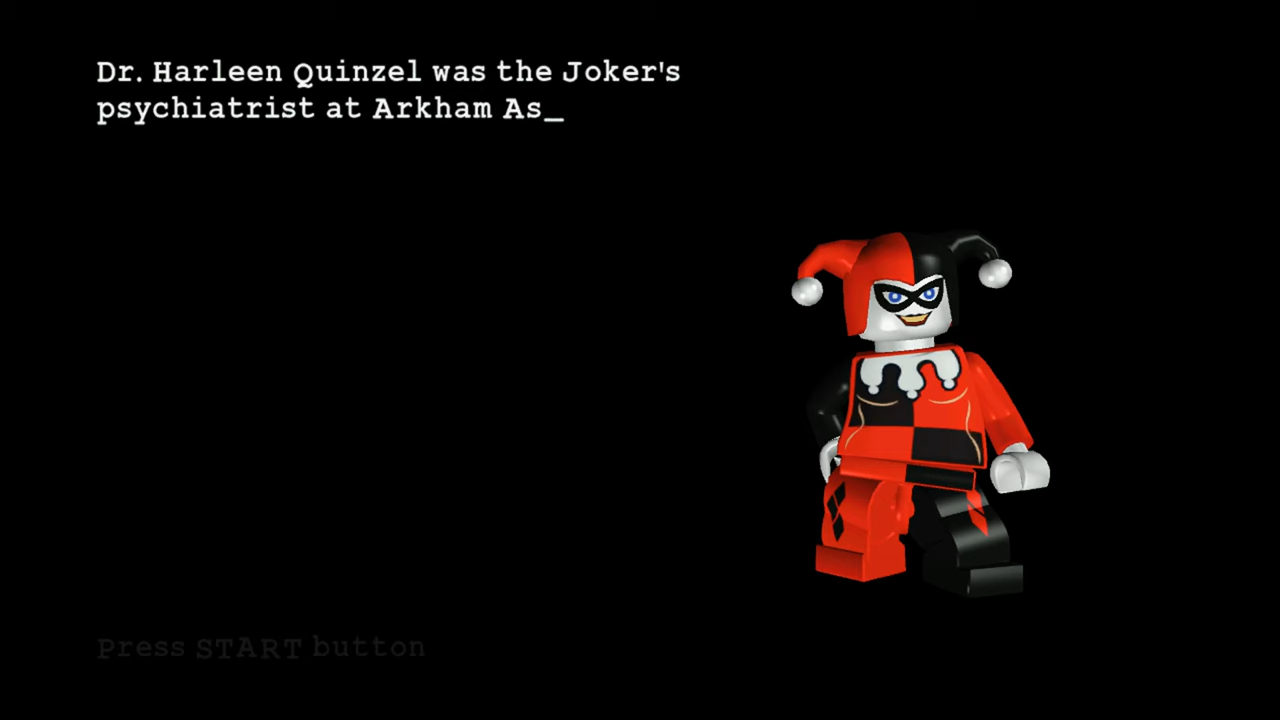 Dr. Harleen Quinzel was the Joker's
psychiatrist at Arkham As_
Press START button